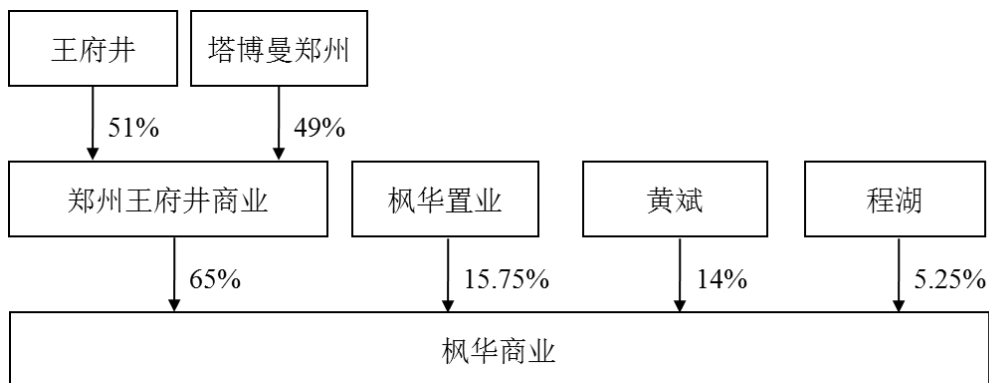 王府井
塔博曼郑州
51%
49%
郑州王府井商业
枫华置业
黄斌
程湖
65%
15.75%
14%
5.25%
枫华商业